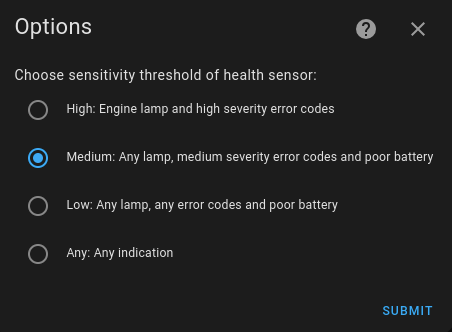 Options
?
Choose sensitivity threshold of health sensor:
High: Engine lamp and high severity error codes
Medium: Any lamp, medium severity error codes and poor battery
Low: Any lamp, any error codes and poor battery
Any: Any indication
SUBMIT